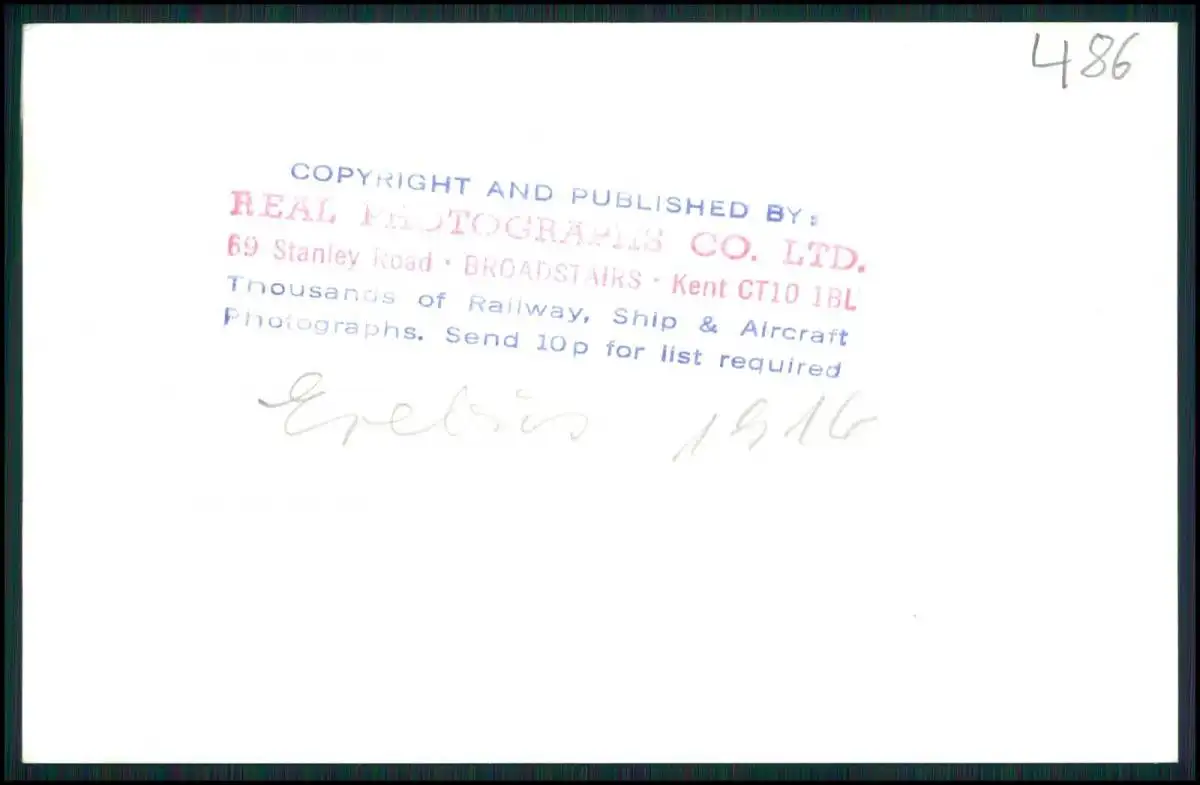 486
COPYRIGHT AND PUBLISHED BY:
REAL PHOTOGRAPHS CO. LTD.
69 Stanley Road · BROADSTAIRS · Kent CT10 1BL
Thousands of Railway, Ship & Aircraft
Photographs. Send 10p for list required
Erebus 1916